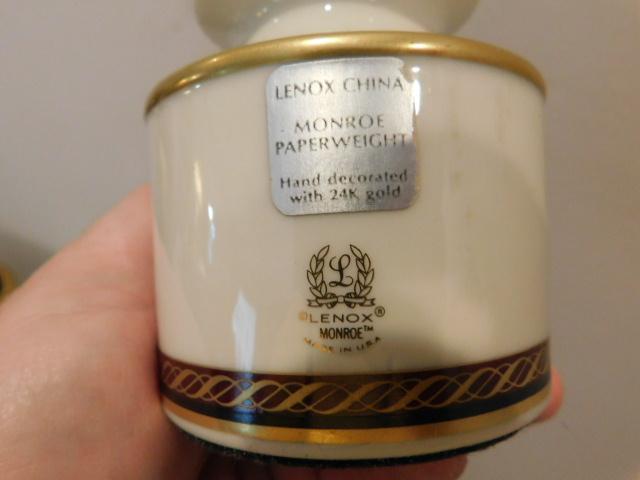 LENOX CHINA
MONROE
PAPERWEIGHT
Hand decorated
with 24K gold
L
©LENOX®
MONROE™
MADE IN U.S.A.